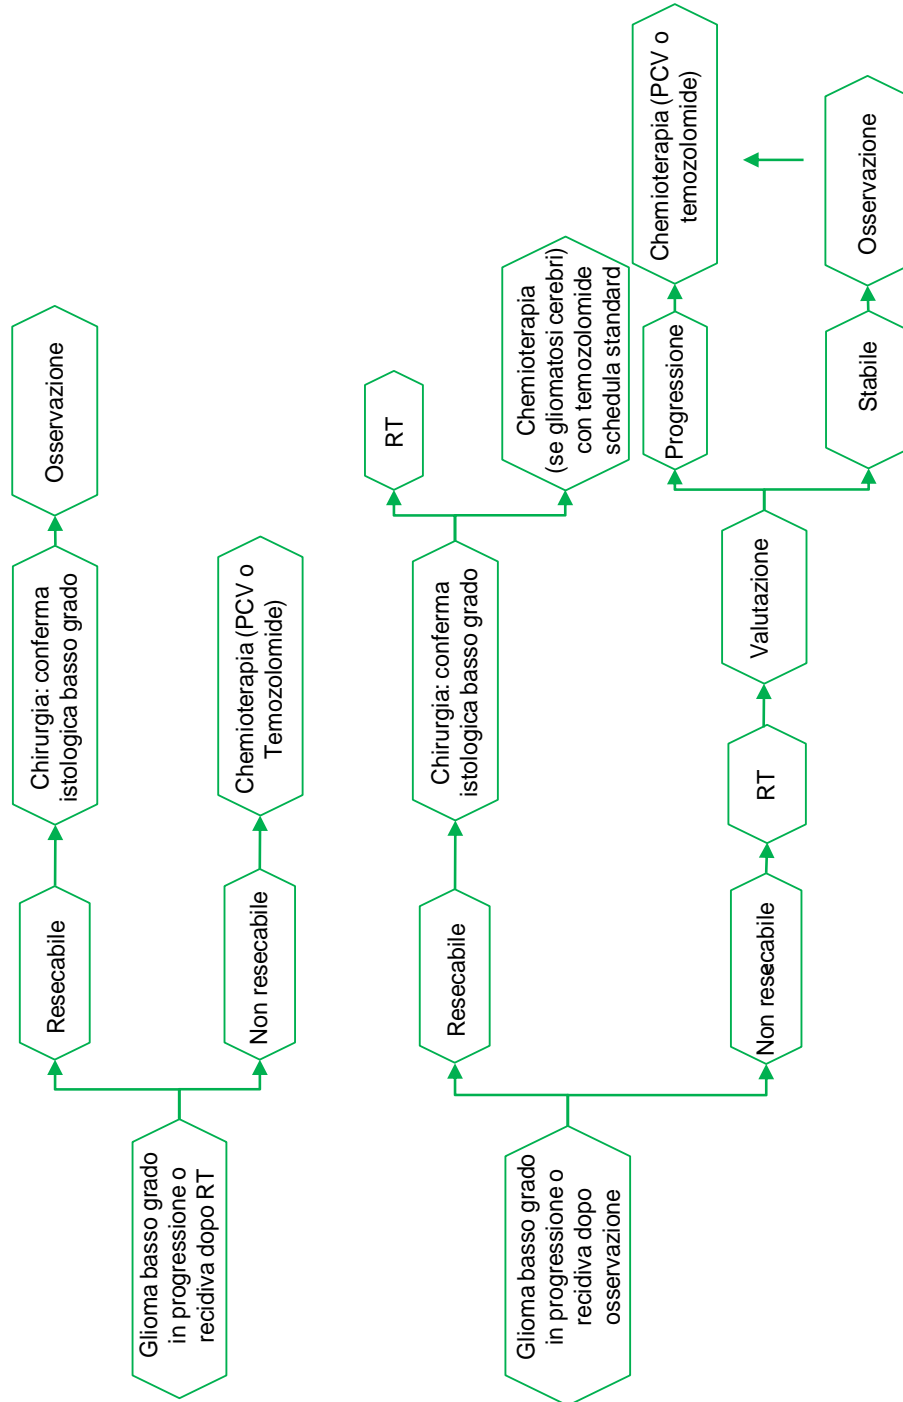 Glioma basso grado
in progressione o
recidiva dopo RT
Resecabile
Chirurgia: conferma
istologica basso grado
Osservazione
Non resecabile
Chemioterapia (PCV o
Temozolomide)
Glioma basso grado
in progressione o
recidiva dopo
osservazione
Resecabile
Chirurgia: conferma
istologica basso grado
RT
Chemioterapia
(se gliomatosi cerebri)
con temozolomide
schedula standard
Non resecabile
RT
Valutazione
Progressione
Chemioterapia (PCV o
temozolomide)
Stabile
Osservazione